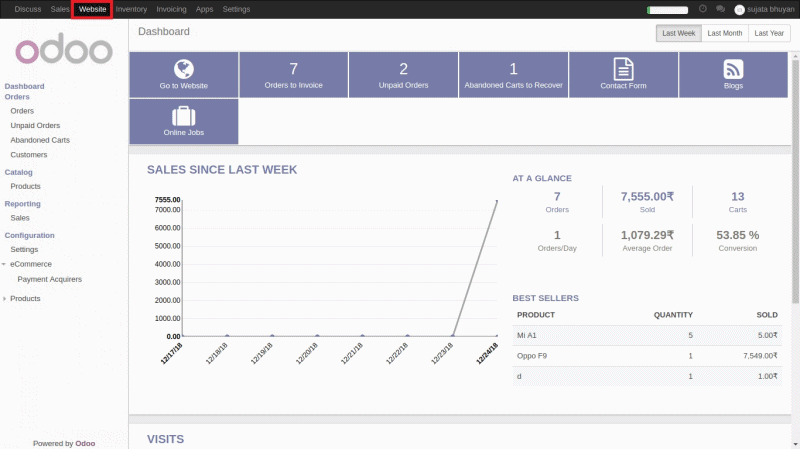 Discuss Sales Website Inventory Invoicing Apps Settings sujata bhuyan
odoo
Dashboard
Last Week Last Month Last Year
Dashboard
Orders
Orders
Unpaid Orders
Abandoned Carts
Customers
Catalog
Products
Reporting
Sales
Configuration
Settings
eCommerce
Payment Acquirers
Products
Powered by Odoo
Go to Website
7
Orders to Invoice
2
Unpaid Orders
1
Abandoned Carts to Recover
Contact Form
Blogs
Online Jobs
SALES SINCE LAST WEEK
7555.00
7000.00
6000.00
5000.00
4000.00
3000.00
2000.00
1000.00
0.00
12/17/18 12/18/18 12/19/18 12/20/18 12/21/18 12/22/18 12/23/18 12/24/18
AT A GLANCE
7 7,555.00₹ 13
Orders Sold Carts
1 1,079.29₹ 53.85 %
Orders/Day Average Order Conversion
BEST SELLERS
PRODUCT QUANTITY SOLD
Mi A1 5 5.00₹
Oppo F9 1 7,549.00₹
d 1 1.00₹
VISITS